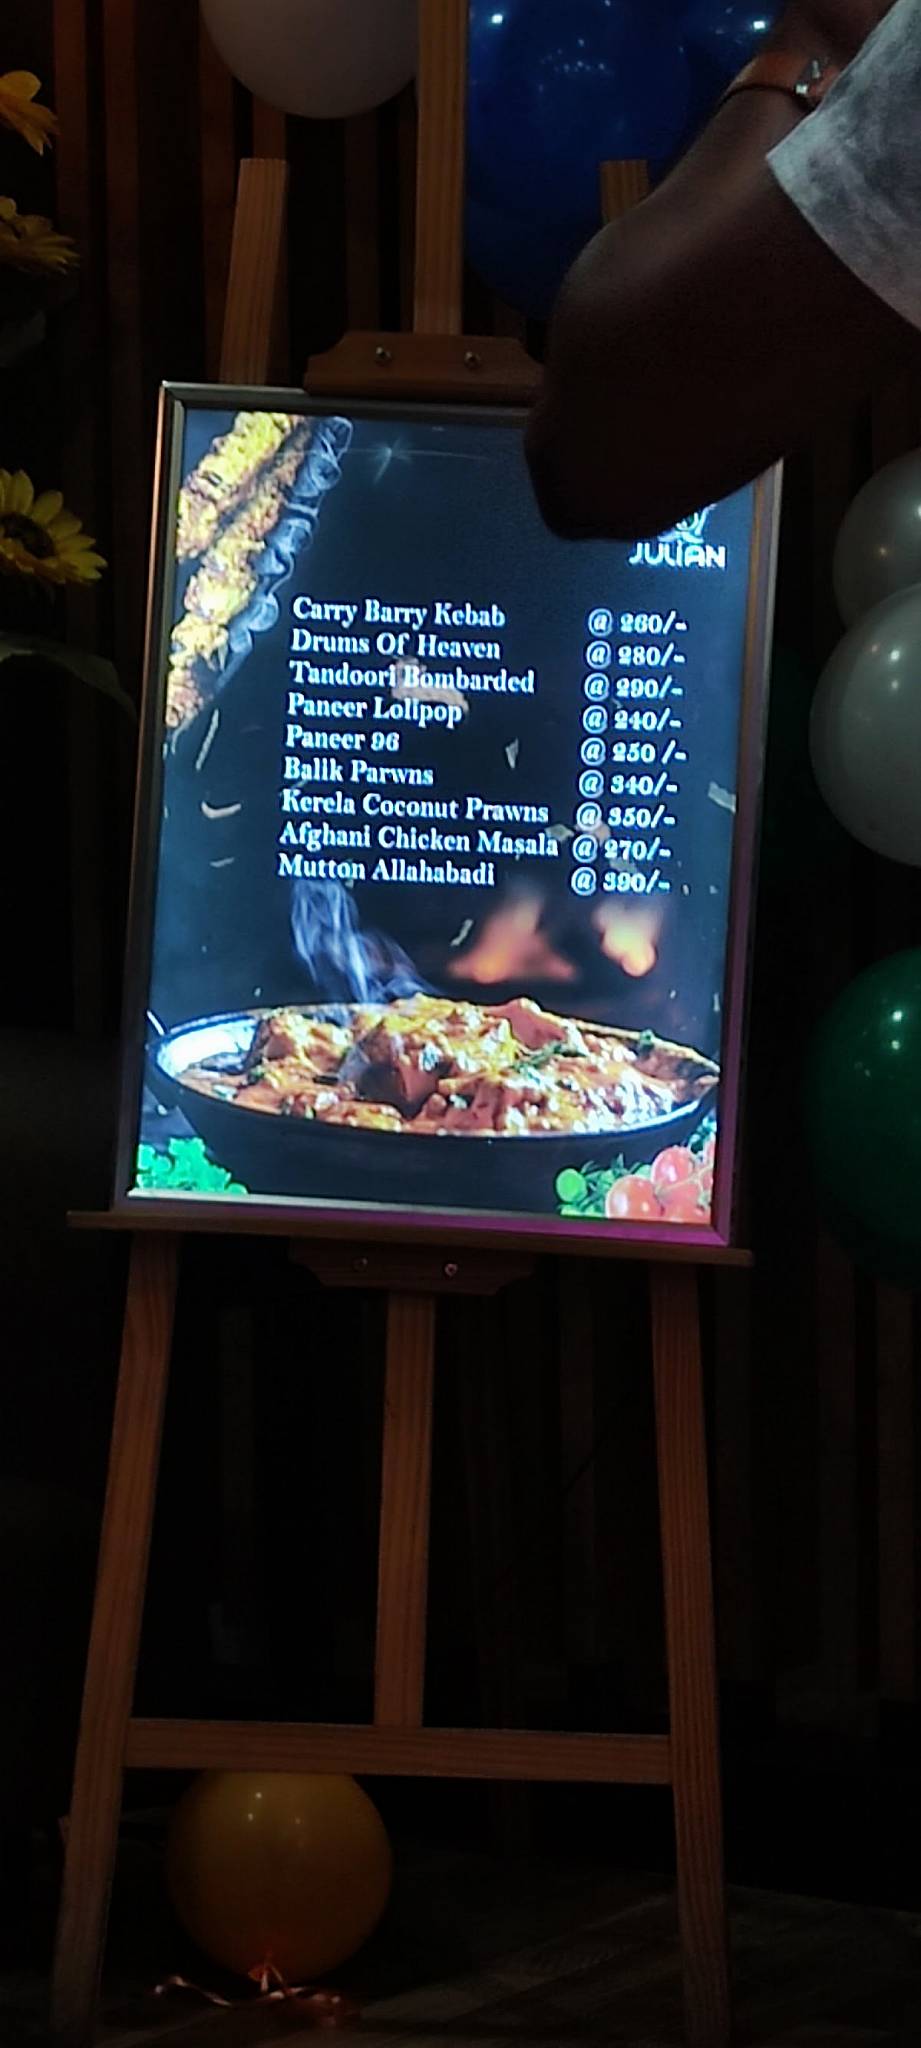 JULIAN
Carry Barry Kebab @ 260/-
Drums Of Heaven @ 280/-
Tandoori Bombarded @ 290/-
Paneer Lolipop @ 240/-
Paneer 96 @ 250 /-
Balik Parwns @ 340/-
Kerela Coconut Prawns @ 350/-
Afghani Chicken Masala @ 270/-
Mutton Allahabadi @ 390/-